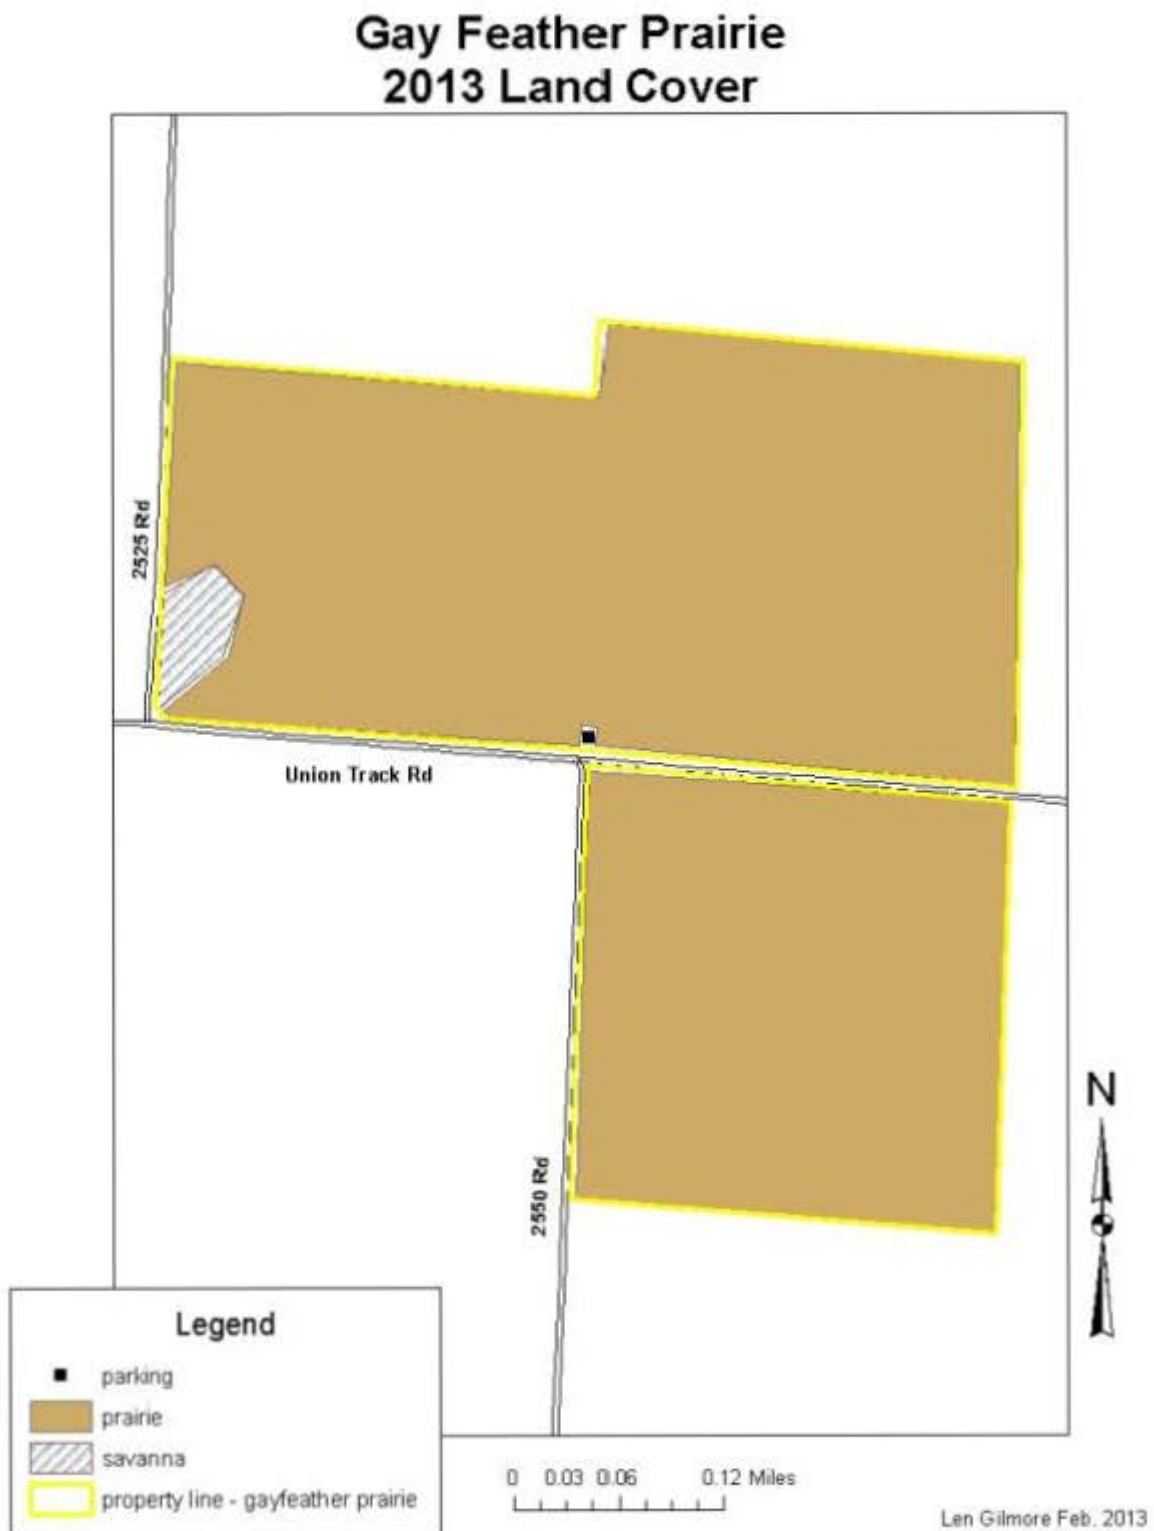 Gay Feather Prairie
2013 Land Cover
2525 Rd
Union Track Rd
2550 Rd
N
Legend
parking
prairie
savanna
property line - gayfeather prairie
0 0.03 0.06 0.12 Miles
Len Gilmore Feb. 2013